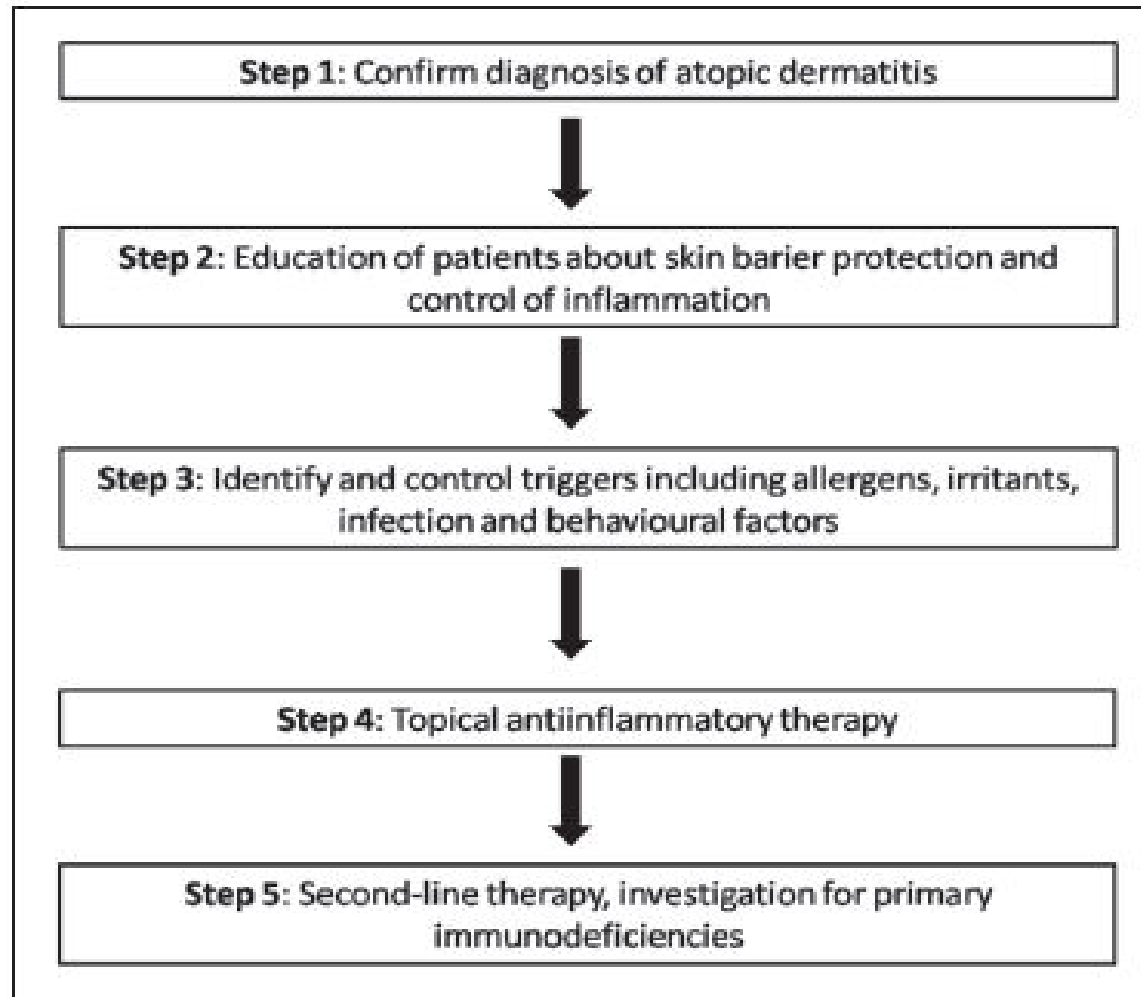 Step 1: Confirm diagnosis of atopic dermatitis
Step 2: Education of patients about skin barier protection and
control of inflammation
Step 3: Identify and control triggers including allergens, irritants,
infection and behavioural factors
Step 4: Topical antiinflammatory therapy
Step 5: Second-line therapy, investigation for primary
immunodeficiencies